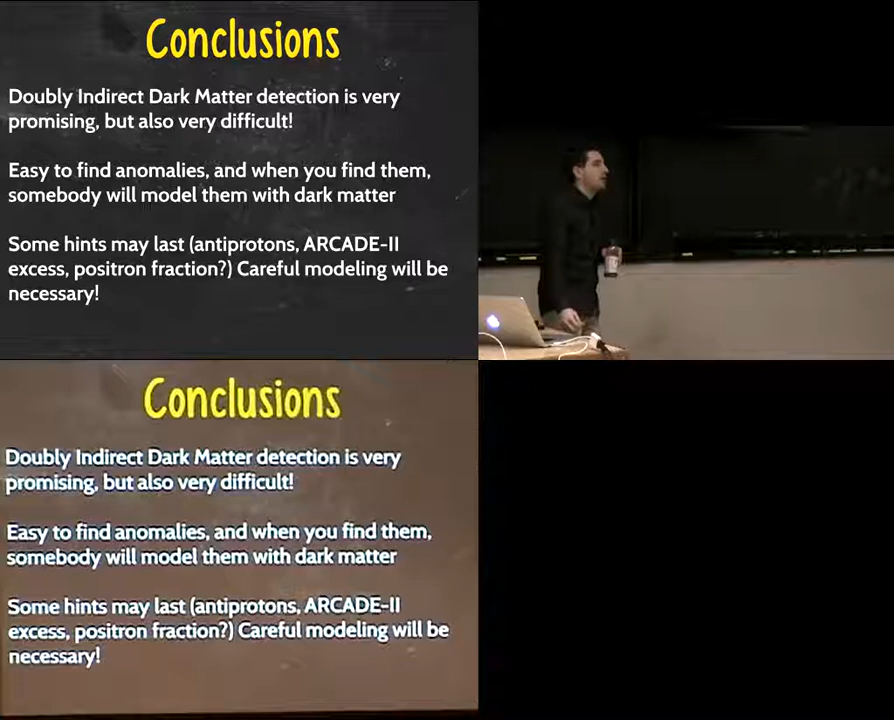 Conclusions
Doubly Indirect Dark Matter detection is very
promising, but also very difficult!
Easy to find anomalies, and when you find them,
somebody will model them with dark matter
Some hints may last (antiprotons, ARCADE-II
excess, positron fraction?) Careful modeling will be
necessary!
Conclusions
Doubly Indirect Dark Matter detection is very
promising, but also very difficult!
Easy to find anomalies, and when you find them,
somebody will model them with dark matter
Some hints may last (antiprotons, ARCADE-II
excess, positron fraction?) Careful modeling will be
necessary!